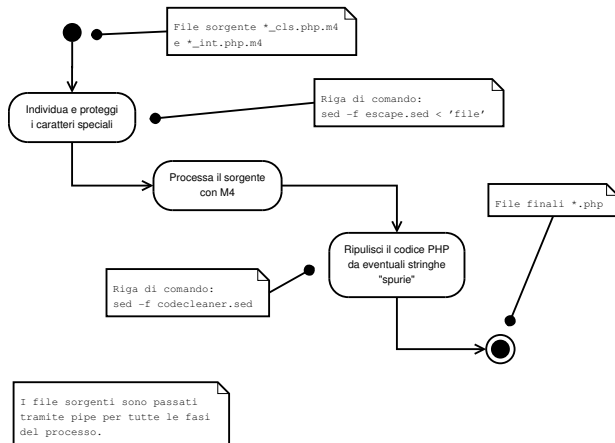 File sorgente *_cls.php.m4
e *_int.php.m4
Individua e proteggi
i caratteri speciali
Riga di comando:
sed -f escape.sed < 'file'
Processa il sorgente
con M4
File finali *.php
Ripulisci il codice PHP
da eventuali stringhe
"spurie"
Riga di comando:
sed -f codecleaner.sed
I file sorgenti sono passati
tramite pipe per tutte le fasi
del processo.